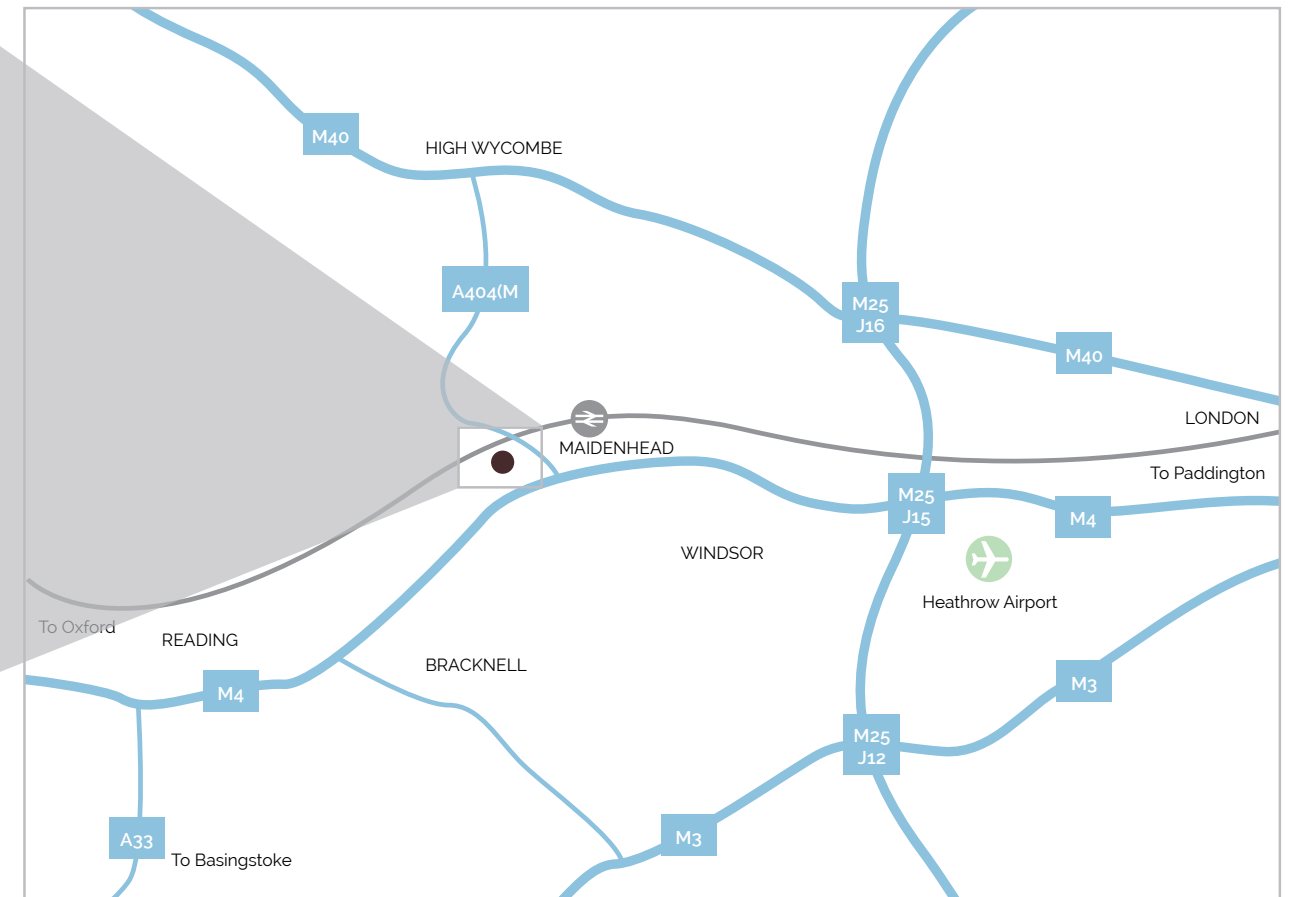 M40
HIGH WYCOMBE
A404(M
M25
J16
M40
LONDON
MAIDENHEAD
To Paddington
M25
J15
M4
WINDSOR
Heathrow Airport
To Oxford
READING
BRACKNELL
M4
M3
M25
J12
M3
A33
To Basingstoke